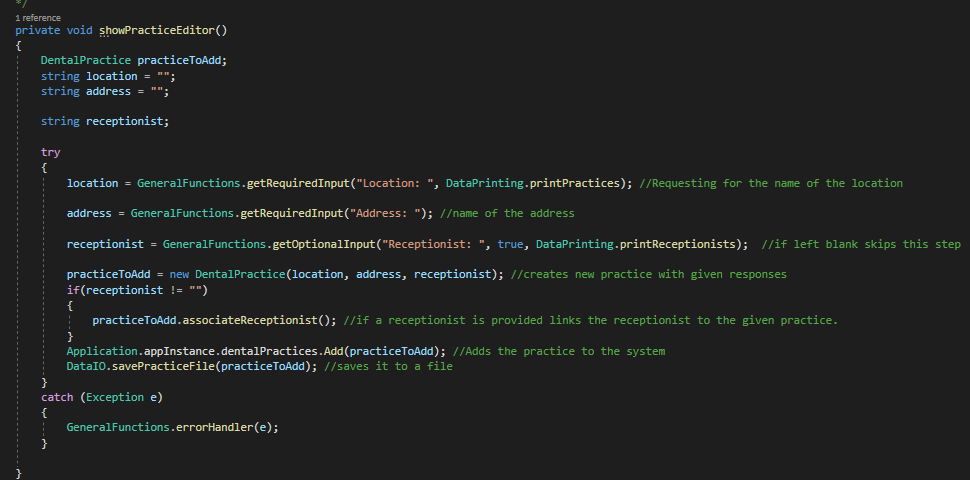 */
1 reference
private void showPracticeEditor()
{
DentalPractice practiceToAdd;
string location = "";
string address = "";
string receptionist;
try
{
location = GeneralFunctions.getRequiredInput("Location: ", DataPrinting.printPractices); //Requesting for the name of the location
address = GeneralFunctions.getRequiredInput("Address: "); //name of the address
receptionist = GeneralFunctions.getOptionalInput("Receptionist: ", true, DataPrinting.printReceptionists);  //if left blank skips this step
practiceToAdd = new DentalPractice(location, address, receptionist); //creates new practice with given responses
if(receptionist != "")
{
practiceToAdd.associateReceptionist(); //if a receptionist is provided links the receptionist to the given practice.
}
Application.appInstance.dentalPractices.Add(practiceToAdd); //Adds the practice to the system
DataIO.savePracticeFile(practiceToAdd); //saves it to a file
}
catch (Exception e)
{
GeneralFunctions.errorHandler(e);
}
}